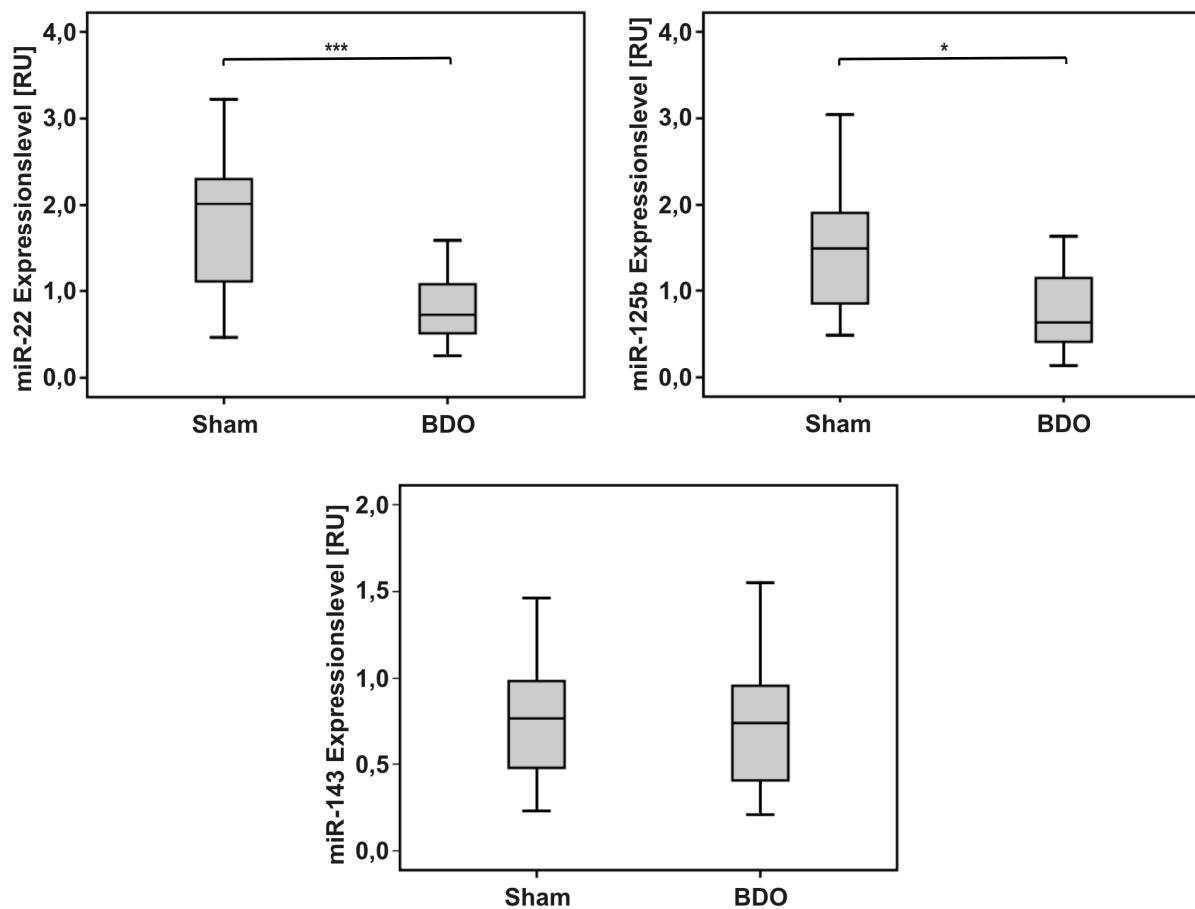 miR-22 Expressionslevel [RU]
4,0
3,0
2,0
1,0
0,0
***
Sham BDO
miR-125b Expressionslevel [RU]
4,0
3,0
2,0
1,0
0,0
*
Sham BDO
miR-143 Expressionslevel [RU]
2,0
1,5
1,0
0,5
0,0
Sham BDO